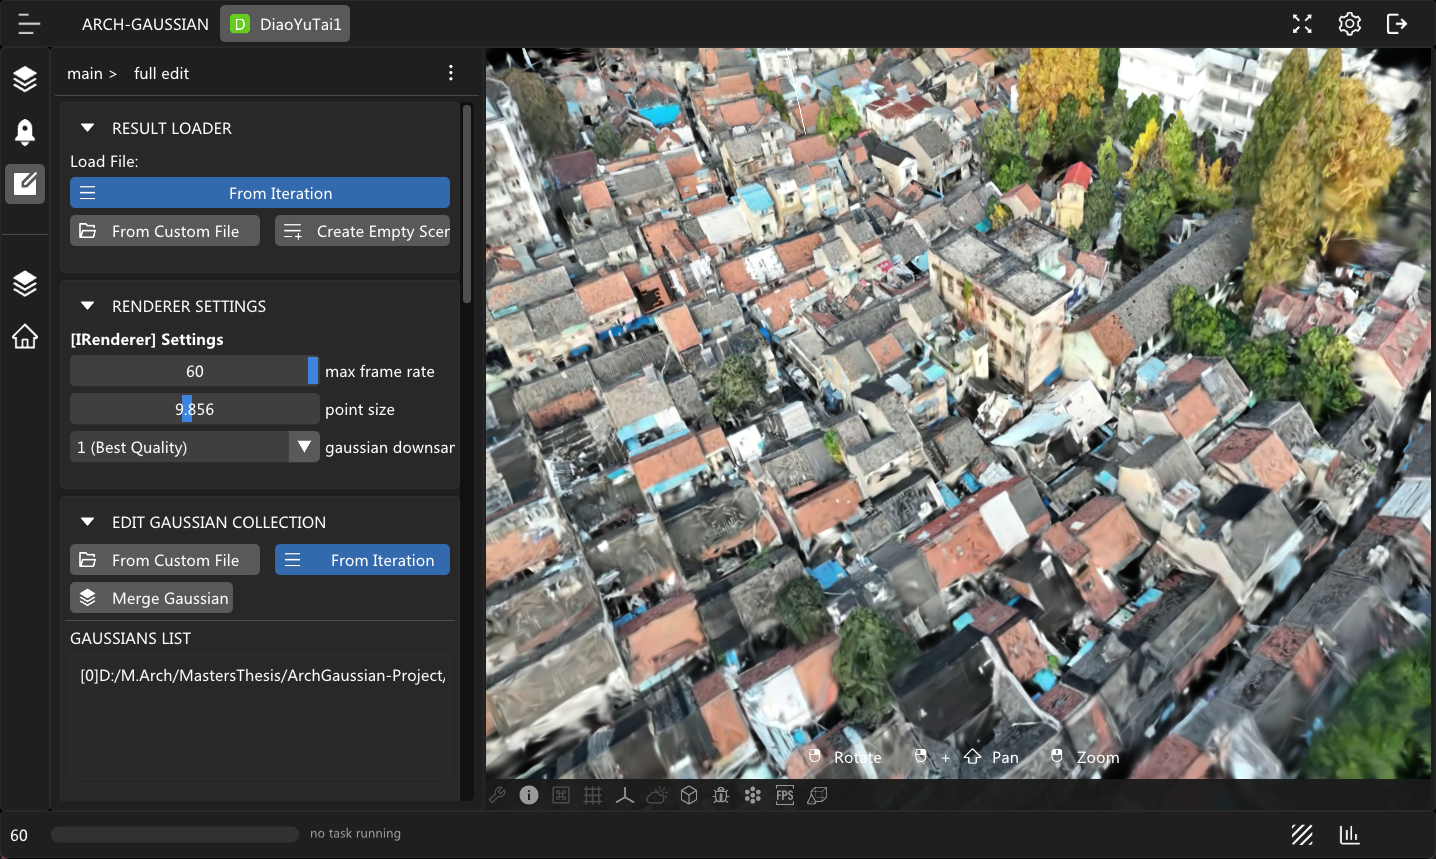 ARCH-GAUSSIAN D DiaoYuTai1
main > full edit
RESULT LOADER
Load File:
From Iteration
From Custom File Create Empty Scer
RENDERER SETTINGS
[IRenderer] Settings
60 max frame rate
9.856 point size
1 (Best Quality) gaussian downsar
EDIT GAUSSIAN COLLECTION
From Custom File From Iteration
Merge Gaussian
GAUSSIANS LIST
[0]D:/M.Arch/MastersThesis/ArchGaussian-Project/
Rotate + Pan Zoom
FPS
60 no task running